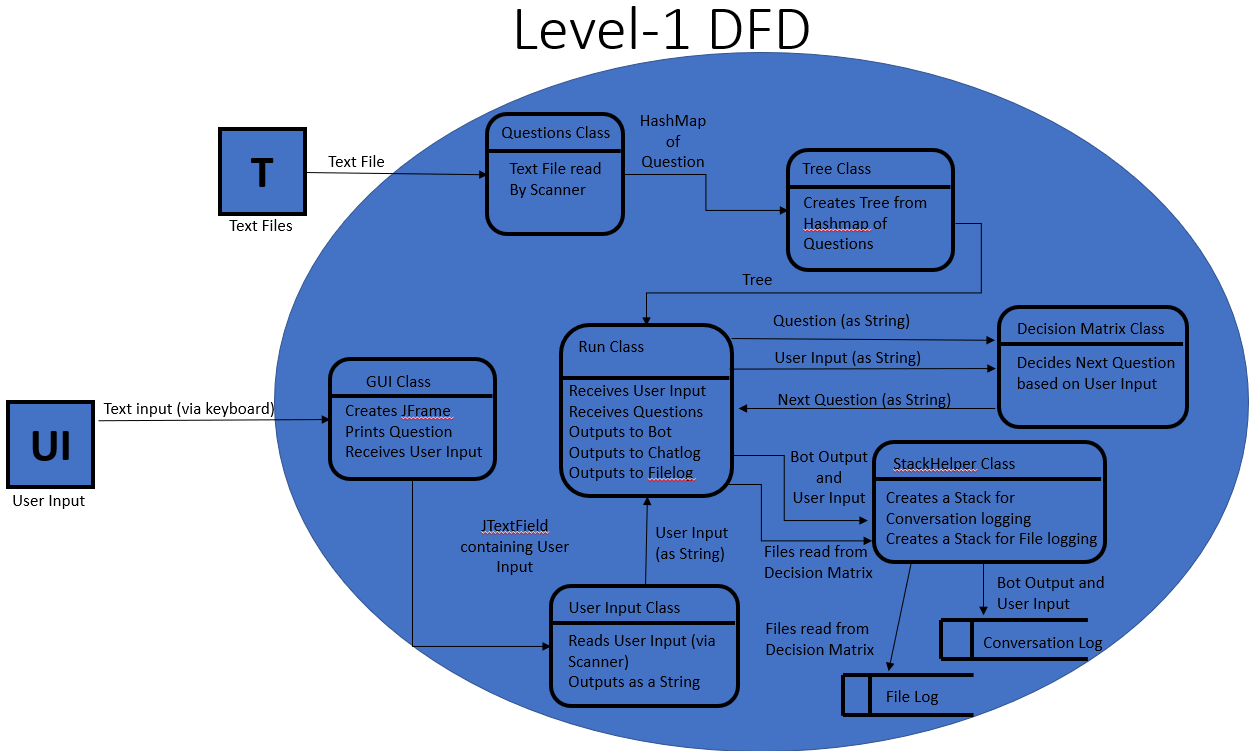 Level-1 DFD
T
Text Files
Text File
Questions Class
Text File read
By Scanner
HashMap
of
Question
Tree Class
Creates Tree from
Hashmap of
Questions
Tree
UI
User Input
Text input (via keyboard)
GUI Class
Creates JFrame
Prints Question
Receives User Input
Run Class
Receives User Input
Receives Questions
Outputs to Bot
Outputs to Chatlog
Outputs to Filelog
Question (as String)
User Input (as String)
Next Question (as String)
Decision Matrix Class
Decides Next Question
based on User Input
Bot Output
and
User Input
Files read from
Decision Matrix
StackHelper Class
Creates a Stack for
Conversation logging
Creates a Stack for File logging
JTextField
containing User
Input
User Input
(as String)
User Input Class
Reads User Input (via
Scanner)
Outputs as a String
Bot Output and
User Input
Conversation Log
Files read from
Decision Matrix
File Log